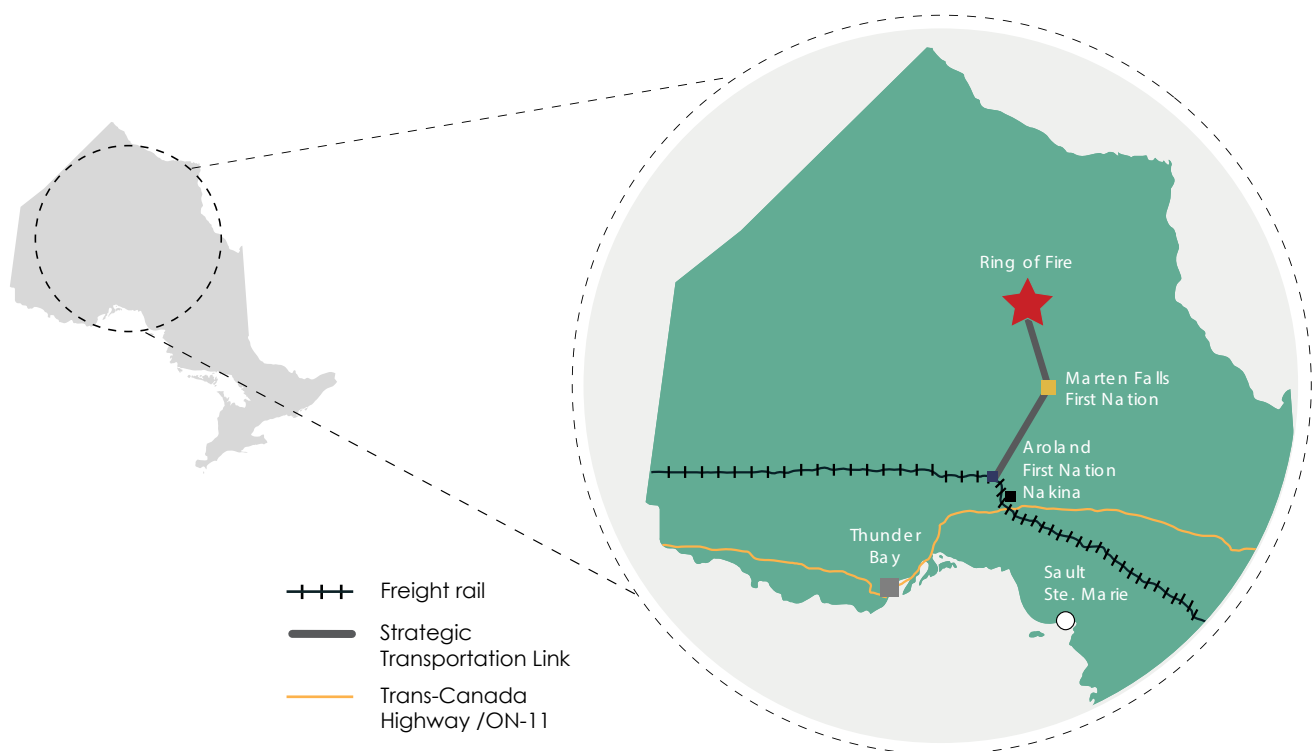 Ring of Fire
Marten Falls
First Nation
Aroland
First Nation
Nakina
Thunder
Bay
Sault
Ste. Marie
Freight rail
Strategic
Transportation Link
Trans-Canada
Highway /ON-11